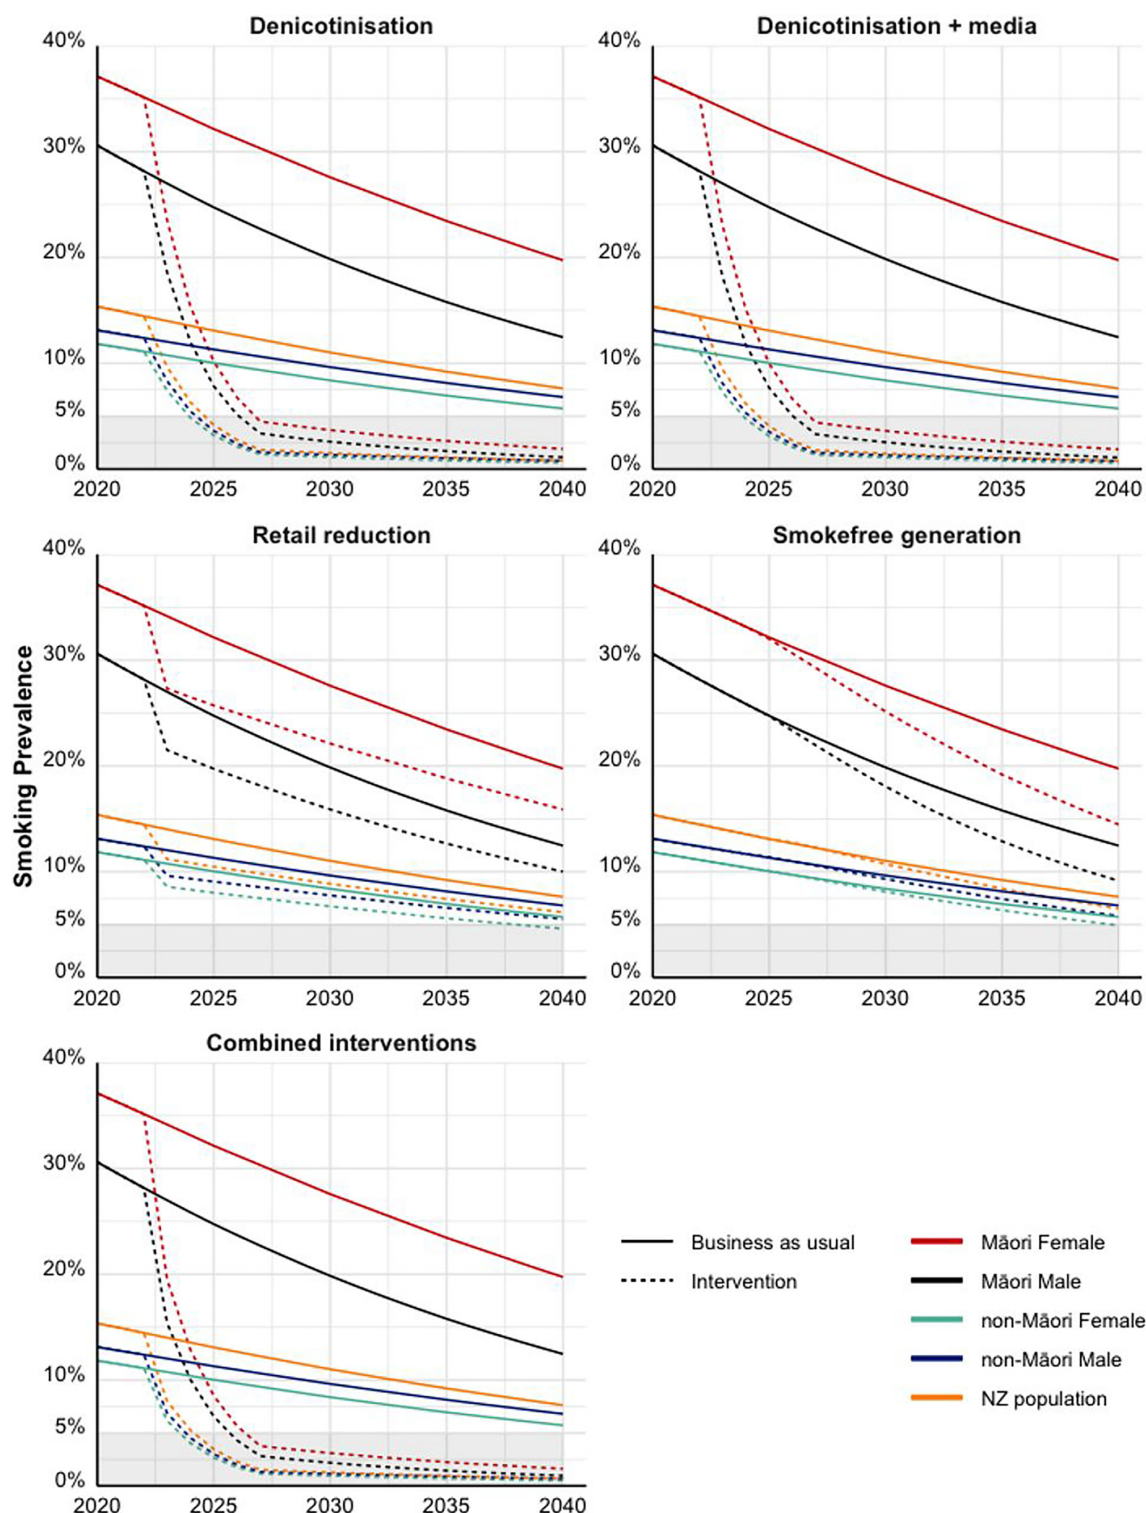 Denicotinisation
Denicotinisation + media
40%
30%
20%
10%
5%
0%
2020 2025 2030 2035 2040
40%
30%
20%
10%
5%
0%
2020 2025 2030 2035 2040
Smoking Prevalence
Retail reduction
Smokefree generation
40%
30%
20%
10%
5%
0%
2020 2025 2030 2035 2040
40%
30%
20%
10%
5%
0%
2020 2025 2030 2035 2040
Combined interventions
40%
30%
20%
10%
5%
0%
2020 2025 2030 2035 2040
Business as usual
Intervention
Māori Female
Māori Male
non-Māori Female
non-Māori Male
NZ population